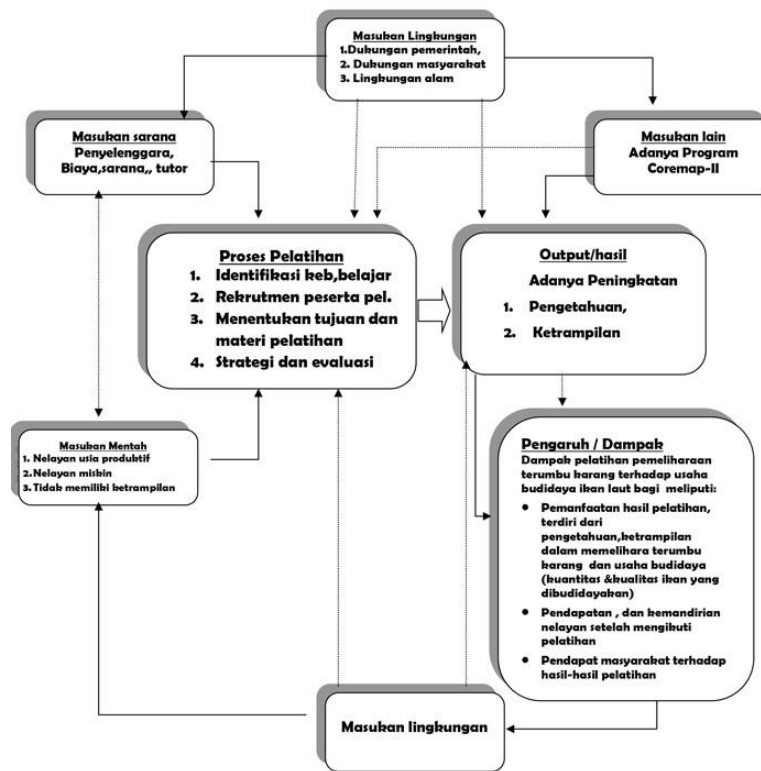 Masukan Lingkungan
1.Dukungan pemerintah,
2. Dukungan masyarakat
3. Lingkungan alam
Masukan sarana
Penyelenggara,
Biaya,sarana,, tutor
Masukan lain
Adanya Program
Coremap-II
Proses Pelatihan
1. Identifikasi keb,belajar
2. Rekrutmen peserta pel.
3. Menentukan tujuan dan
materi pelatihan
4. Strategi dan evaluasi
Output/hasil
Adanya Peningkatan
1. Pengetahuan,
2. Ketrampilan
Masukan Mentah
1. Nelayan usia produktif
2.Nelayan miskin
3.Tidak memiliki ketrampilan
Pengaruh / Dampak
Dampak pelatihan pemeliharaan
terumbu karang terhadap usaha
budidaya ikan laut bagi meliputi:
• Pemanfaatan hasil pelatihan,
terdiri dari
pengetahuan,ketrampilan
dalam memelihara terumbu
karang dan usaha budidaya
(kuantitas &kualitas ikan yang
dibudidayakan)
• Pendapatan , dan kemandirian
nelayan setelah mengikuti
pelatihan
• Pendapat masyarakat terhadap
hasil-hasil pelatihan
Masukan lingkungan